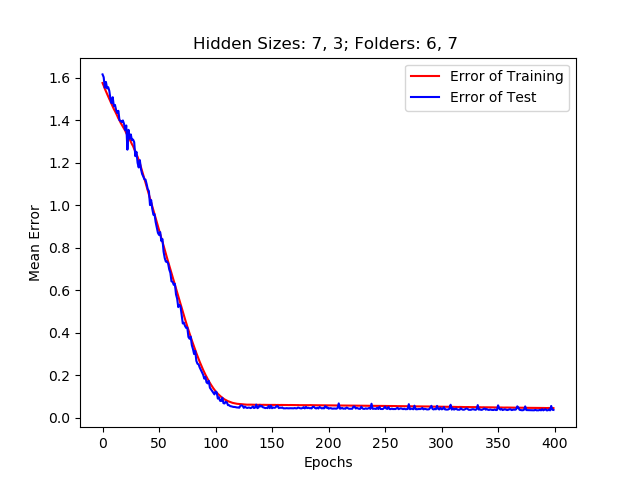 Hidden Sizes: 7, 3; Folders: 6, 7
Error of Training
Error of Test
Mean Error
1.6
1.4
1.2
1.0
0.8
0.6
0.4
0.2
0.0
0 50 100 150 200 250 300 350 400
Epochs